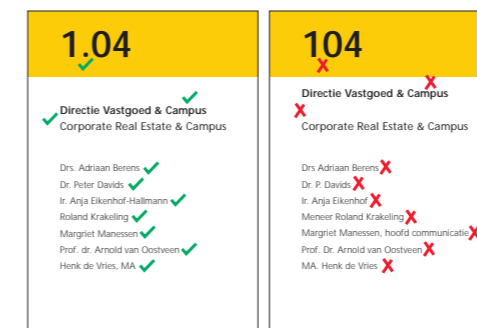 1.04
Directie Vastgoed & Campus
Corporate Real Estate & Campus
Drs. Adriaan Berens
Dr. Peter Davids
Ir. Anja Eikenhof-Hallmann
Roland Krakeling
Margriet Manessen
Prof. dr. Arnold van Oostveen
Henk de Vries, MA
104
Directie Vastgoed & Campus
Corporate Real Estate & Campus
Drs Adriaan Berens
Dr. P. Davids
Ir. Anja Eikenhof
Meneer Roland Krakeling
Margriet Manessen, hoofd communicatie
Prof. Dr. Arnold van Oostveen
MA. Henk de Vries